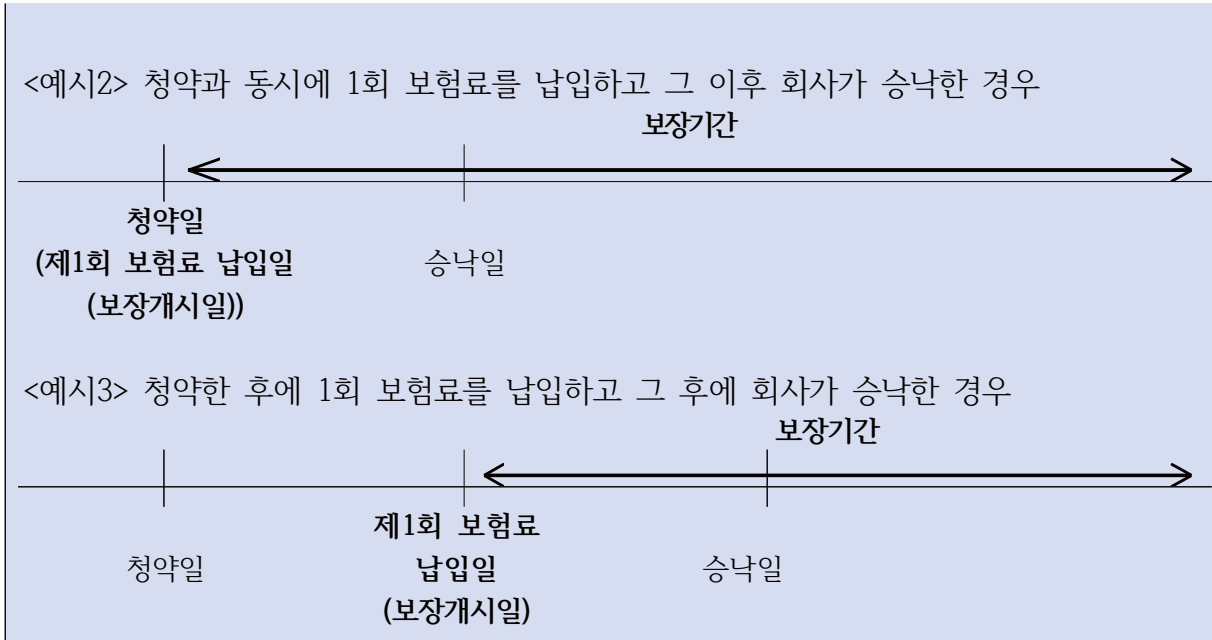 <예시2> 청약과 동시에 1회 보험료를 납입하고 그 이후 회사가 승낙한 경우
보장기간
청약일
(제1회 보험료 납입일
(보장개시일))
승낙일
<예시3> 청약한 후에 1회 보험료를 납입하고 그 후에 회사가 승낙한 경우
보장기간
청약일
제1회 보험료
납입일
(보장개시일)
승낙일